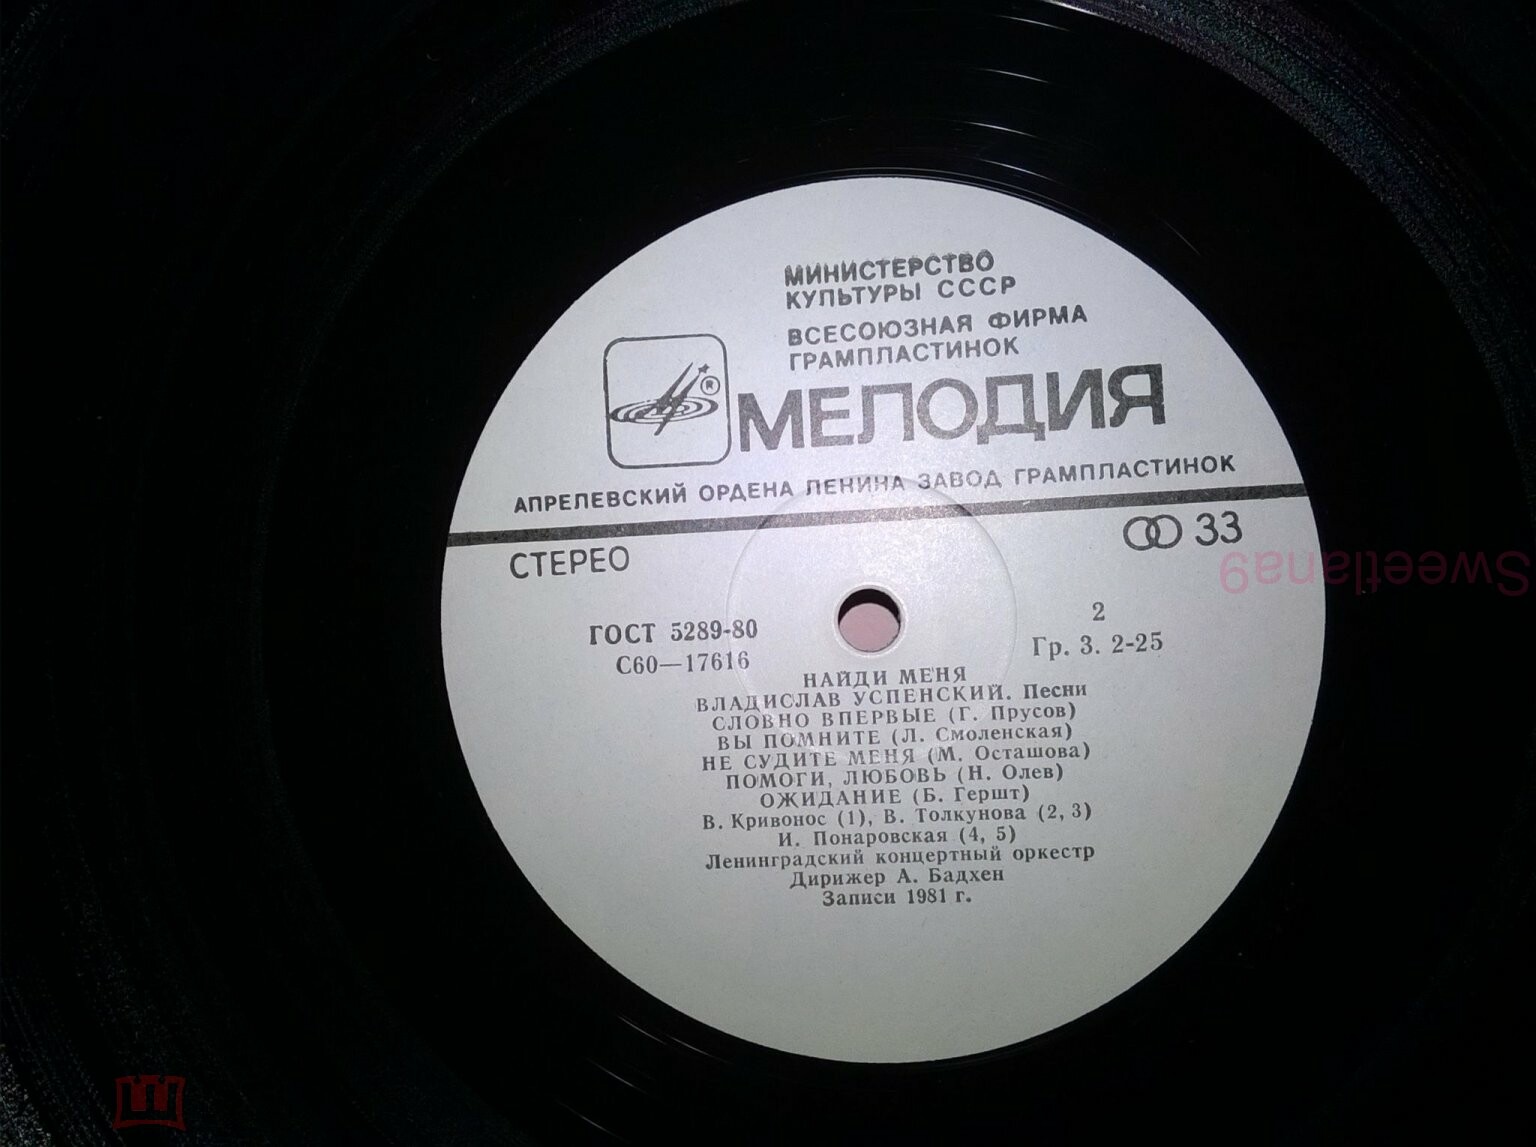 МИНИСТЕРСТВО
КУЛЬТУРЫ СССР
ВСЕСОЮЗНАЯ ФИРМА
ГРАМПЛАСТИНОК
®
МЕЛОДИЯ
АПРЕЛЕВСКИЙ ОРДЕНА ЛЕНИНА ЗАВОД ГРАМПЛАСТИНОК
СТЕРЕО
33
ГОСТ 5289-80
С60—17616
2
Гр. 3. 2-25
НАЙДИ МЕНЯ
ВЛАДИСЛАВ УСПЕНСКИЙ. Песни
СЛОВНО ВПЕРВЫЕ (Г. Прусов)
ВЫ ПОМНИТЕ (Л. Смоленская)
НЕ СУДИТЕ МЕНЯ (М. Осташова)
ПОМОГИ, ЛЮБОВЬ (Н. Олев)
ОЖИДАНИЕ (Б. Гершт)
В. Кривонос (1), В. Толкунова (2, 3)
И. Понаровская (4, 5)
Ленинградский концертный оркестр
Дирижер А. Бадхен
Записи 1981 г.
Sweetlana9